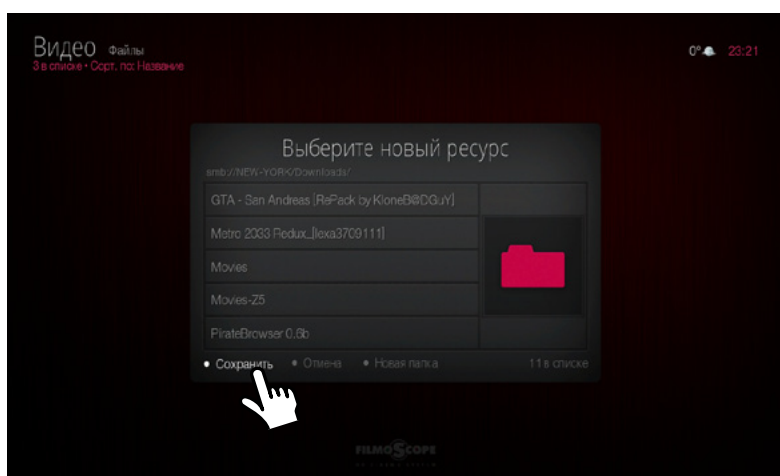 Видео Файлы
3 в списке • Сорт. по: Название
0° 23:21
Выберите новый ресурс
smb://NEW-YORK/Downloads/
GTA - San Andreas [RePack by KloneB@DGuY]
Metro 2033 Redux_[lexa3709111]
Movies
Movies-Z5
PirateBrowser 0.6b
• Сохранить • Отмена • Новая папка 11 в списке
FILMOSCOPE